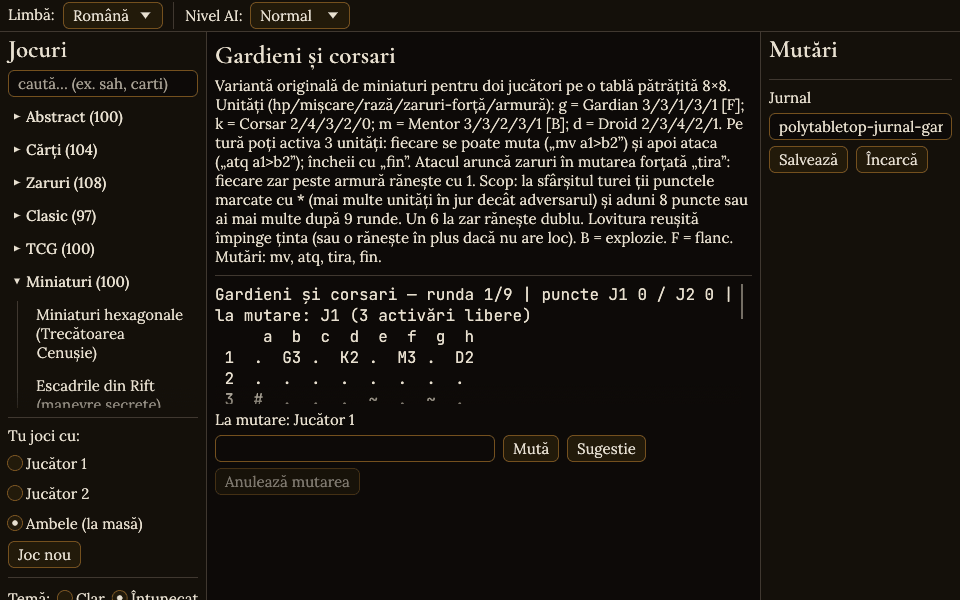 Limbă: Română ▼ Nivel AI: Normal ▼
Jocuri
caută... (ex. sah, carti)
▸ Abstract (100)
▸ Cărți (104)
▸ Zaruri (108)
▸ Clasic (97)
▸ TCG (100)
▾ Miniaturi (100)
Miniaturi hexagonale
(Trecătoarea
Cenușie)
Escadrile din Rift
(manevre secrete)
Tu joci cu:
Jucător 1
Jucător 2
Ambele (la masă)
Joc nou
Temă: Clar Întunecat
Gardieni și corsari
Variantă originală de miniaturi pentru doi jucători pe o tablă pătrățită 8×8.
Unități (hp/mișcare/rază/zaruri-forță/armură): g = Gardian 3/3/1/3/1 [F];
k = Corsar 2/4/3/2/0; m = Mentor 3/3/2/3/1 [B]; d = Droid 2/3/4/2/1. Pe
tură poți activa 3 unități: fiecare se poate muta („mv a1>b2”) și apoi ataca
(„atq a1>b2”); închei cu „fin”. Atacul aruncă zaruri în mutarea forțată „tira”:
fiecare zar peste armură rănește cu 1. Scop: la sfârșitul turei ții punctele
marcate cu * (mai multe unități în jur decât adversarul) și aduni 8 puncte sau
ai mai multe după 9 runde. Un 6 la zar rănește dublu. Lovitura reușită
împinge ținta (sau o rănește în plus dacă nu are loc). B = explozie. F = flanc.
Mutări: mv, atq, tira, fin.
Gardieni și corsari — runda 1/9 | puncte J1 0 / J2 0 |
la mutare: J1 (3 activări libere)
a b c d e f g h
1 . G3 . K2 . M3 . D2
2 . . . . . . . .
3 # . . . ~ . ~ .
La mutare: Jucător 1
Mută Sugestie
Anulează mutarea
Mutări
Jurnal
polytabletop-jurnal-gar
Salvează Încarcă